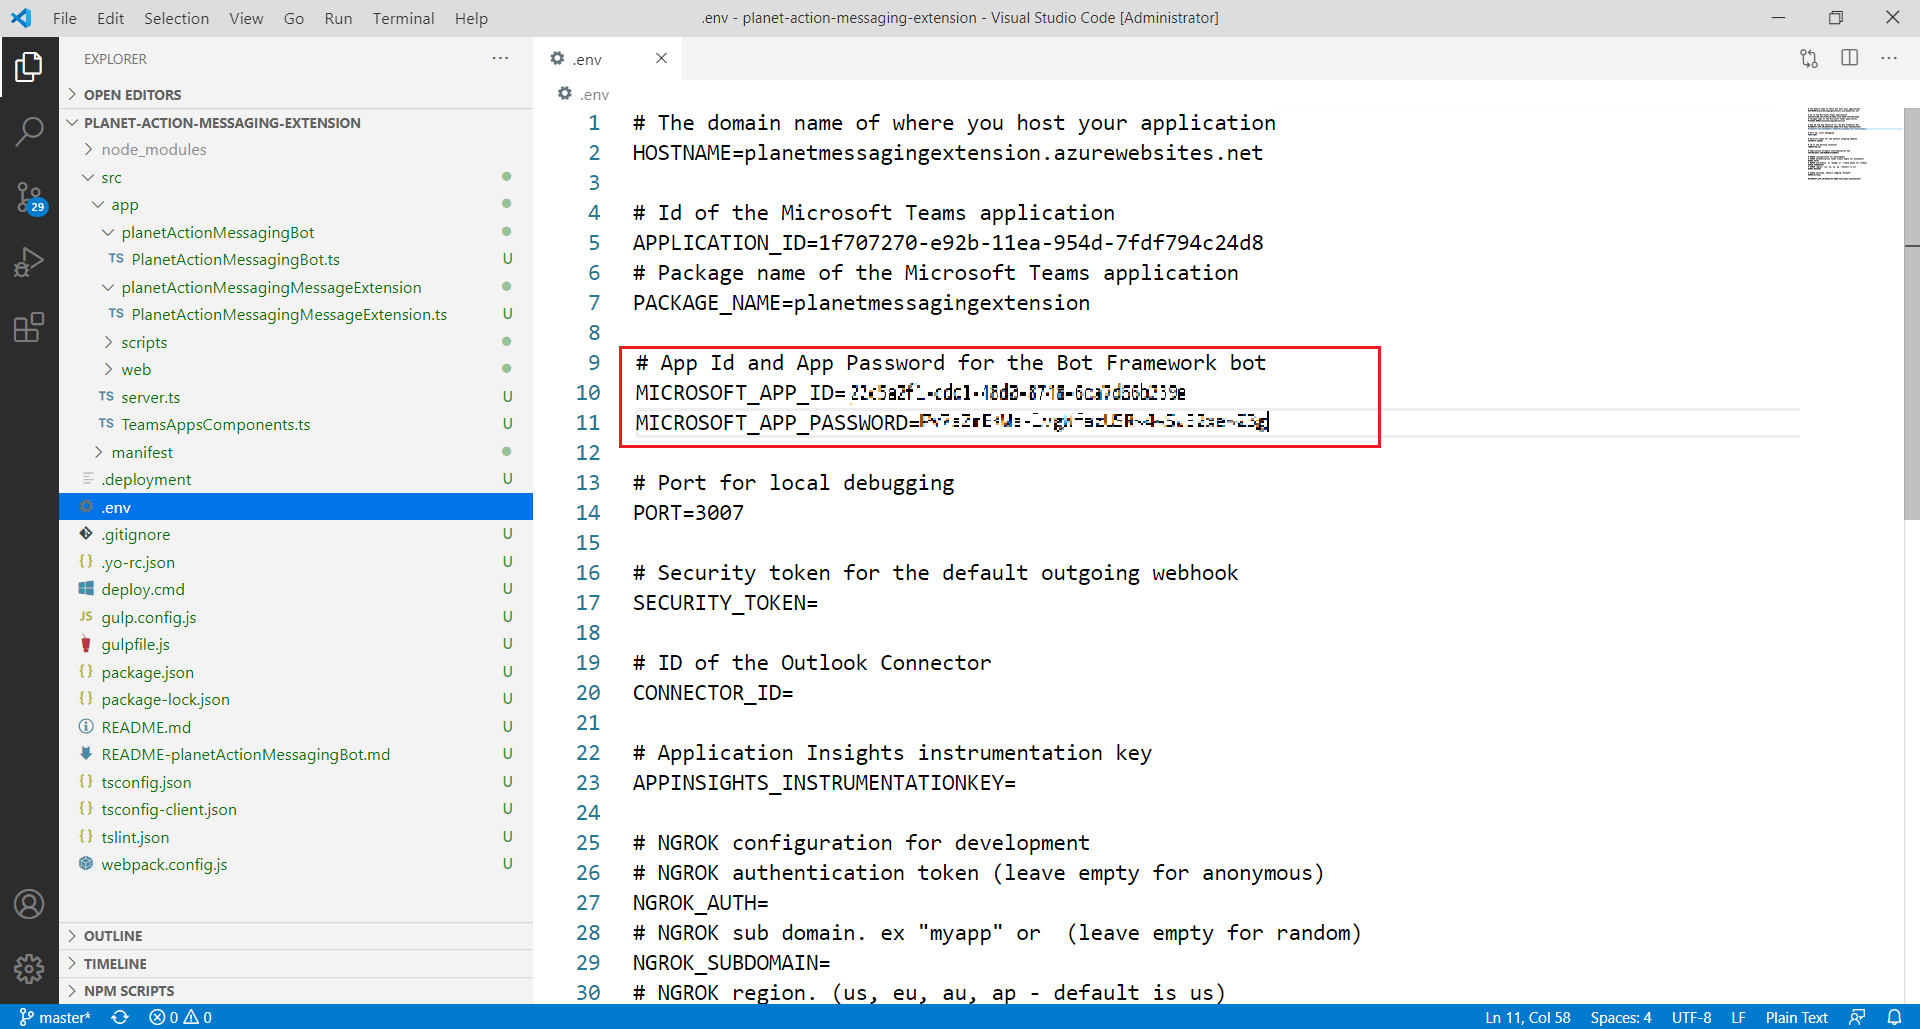 File Edit Selection View Go Run Terminal Help
.env - planet-action-messaging-extension - Visual Studio Code [Administrator]
EXPLORER
OPEN EDITORS
PLANET-ACTION-MESSAGING-EXTENSION
node_modules
src
app
planetActionMessagingBot
TS PlanetActionMessagingBot.ts U
planetActionMessagingMessageExtension
TS PlanetActionMessagingMessageExtension.ts U
scripts
web
TS server.ts U
TS TeamsAppsComponents.ts U
manifest
.deployment U
.env
.gitignore U
{} .yo-rc.json U
deploy.cmd U
JS gulp.config.js U
gulpfile.js U
{} package.json U
{} package-lock.json U
README.md U
README-planetActionMessagingBot.md U
{} tsconfig.json U
{} tsconfig-client.json U
{} tslint.json U
webpack.config.js U
OUTLINE
TIMELINE
NPM SCRIPTS
29
.env
.env
1 # The domain name of where you host your application
2 HOSTNAME=planetmessagingextension.azurewebsites.net
3
4 # Id of the Microsoft Teams application
5 APPLICATION_ID=1f707270-e92b-11ea-954d-7fdf794c24d8
6 # Package name of the Microsoft Teams application
7 PACKAGE_NAME=planetmessagingextension
8
9 # App Id and App Password for the Bot Framework bot
10 MICROSOFT_APP_ID=
11 MICROSOFT_APP_PASSWORD=
12
13 # Port for local debugging
14 PORT=3007
15
16 # Security token for the default outgoing webhook
17 SECURITY_TOKEN=
18
19 # ID of the Outlook Connector
20 CONNECTOR_ID=
21
22 # Application Insights instrumentation key
23 APPINSIGHTS_INSTRUMENTATIONKEY=
24
25 # NGROK configuration for development
26 # NGROK authentication token (leave empty for anonymous)
27 NGROK_AUTH=
28 # NGROK sub domain. ex "myapp" or  (leave empty for random)
29 NGROK_SUBDOMAIN=
30 # NGROK region. (us, eu, au, ap - default is us)
master* 0 0 Ln 11, Col 58 Spaces: 4 UTF-8 LF Plain Text